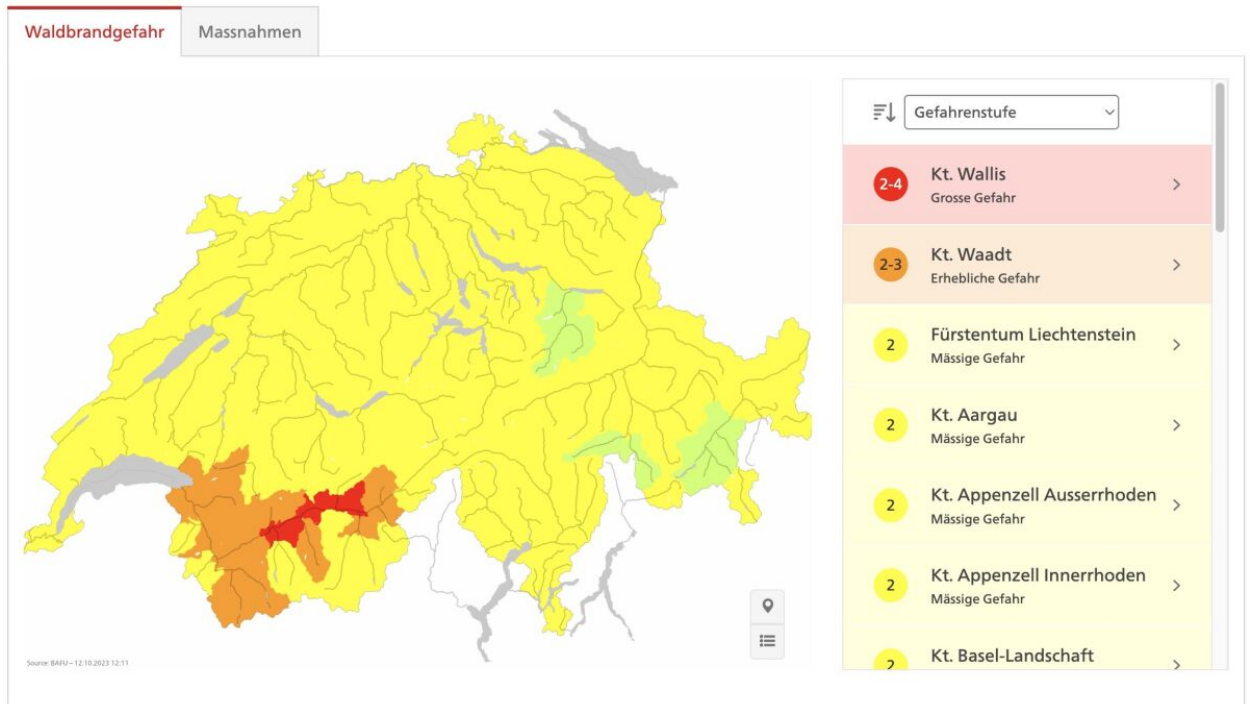 Waldbrandgefahr
Massnahmen
Gefahrenstufe
2-4
Kt. Wallis
Grosse Gefahr
2-3
Kt. Waadt
Erhebliche Gefahr
2
Fürstentum Liechtenstein
Mässige Gefahr
2
Kt. Aargau
Mässige Gefahr
2
Kt. Appenzell Ausserrhoden
Mässige Gefahr
2
Kt. Appenzell Innerrhoden
Mässige Gefahr
2
Kt. Basel-Landschaft
Source: BAFU – 12.10.2023 12:11